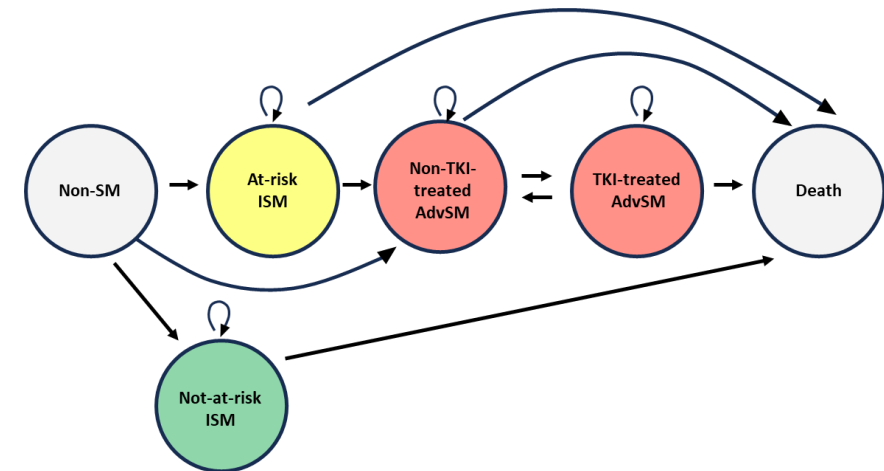 Non-SM
At-risk
ISM
Non-TKI-
treated
AdvSM
TKI-treated
AdvSM
Death
Not-at-risk
ISM